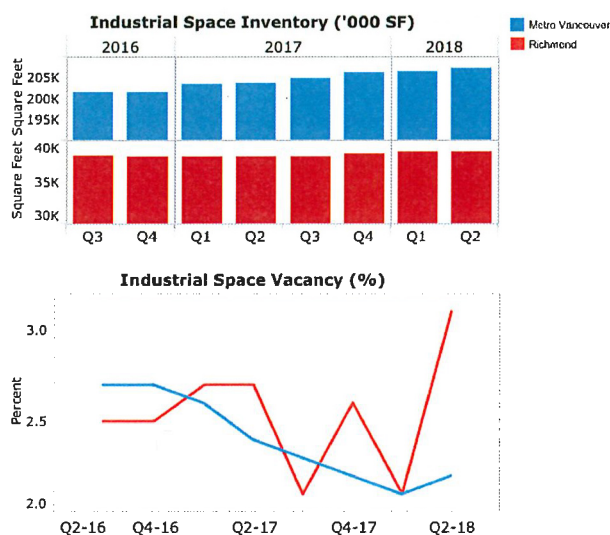 Industrial Space Inventory ('000 SF)
Metro Vancouver
Richmond
2016 2017 2018
Square Feet
205K
200K
195K
Square Feet
40K
35K
30K
Q3 Q4 Q1 Q2 Q3 Q4 Q1 Q2
Industrial Space Vacancy (%)
Percent
3.0
2.5
2.0
Q2-16 Q4-16 Q2-17 Q4-17 Q2-18